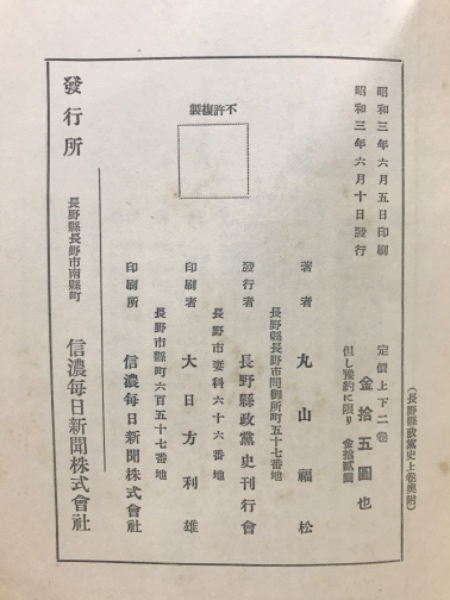 (長野縣政黨史上卷奧附)
昭和三年六月五日印刷
昭和三年六月十日發行
定價上下二卷
金拾五圓也
但し豫約に限り金拾貳圓
著者 丸山福松
長野縣長野市問御所町五十七番地
發行者 長野縣政黨史刊行會
長野市妻科六十六番地
印刷者 大日方利雄
長野市縣町六百五十七番地
印刷所 信濃每日新聞株式會社
不許複製
發行所 長野縣長野市南縣町 信濃每日新聞株式會社